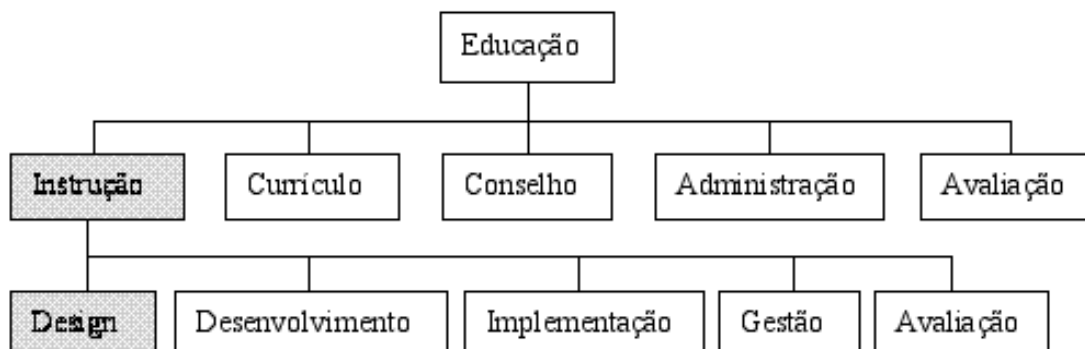 Educação
Instrução
Currículo
Conselho
Administração
Avaliação
Design
Desenvolvimento
Implementação
Gestão
Avaliação